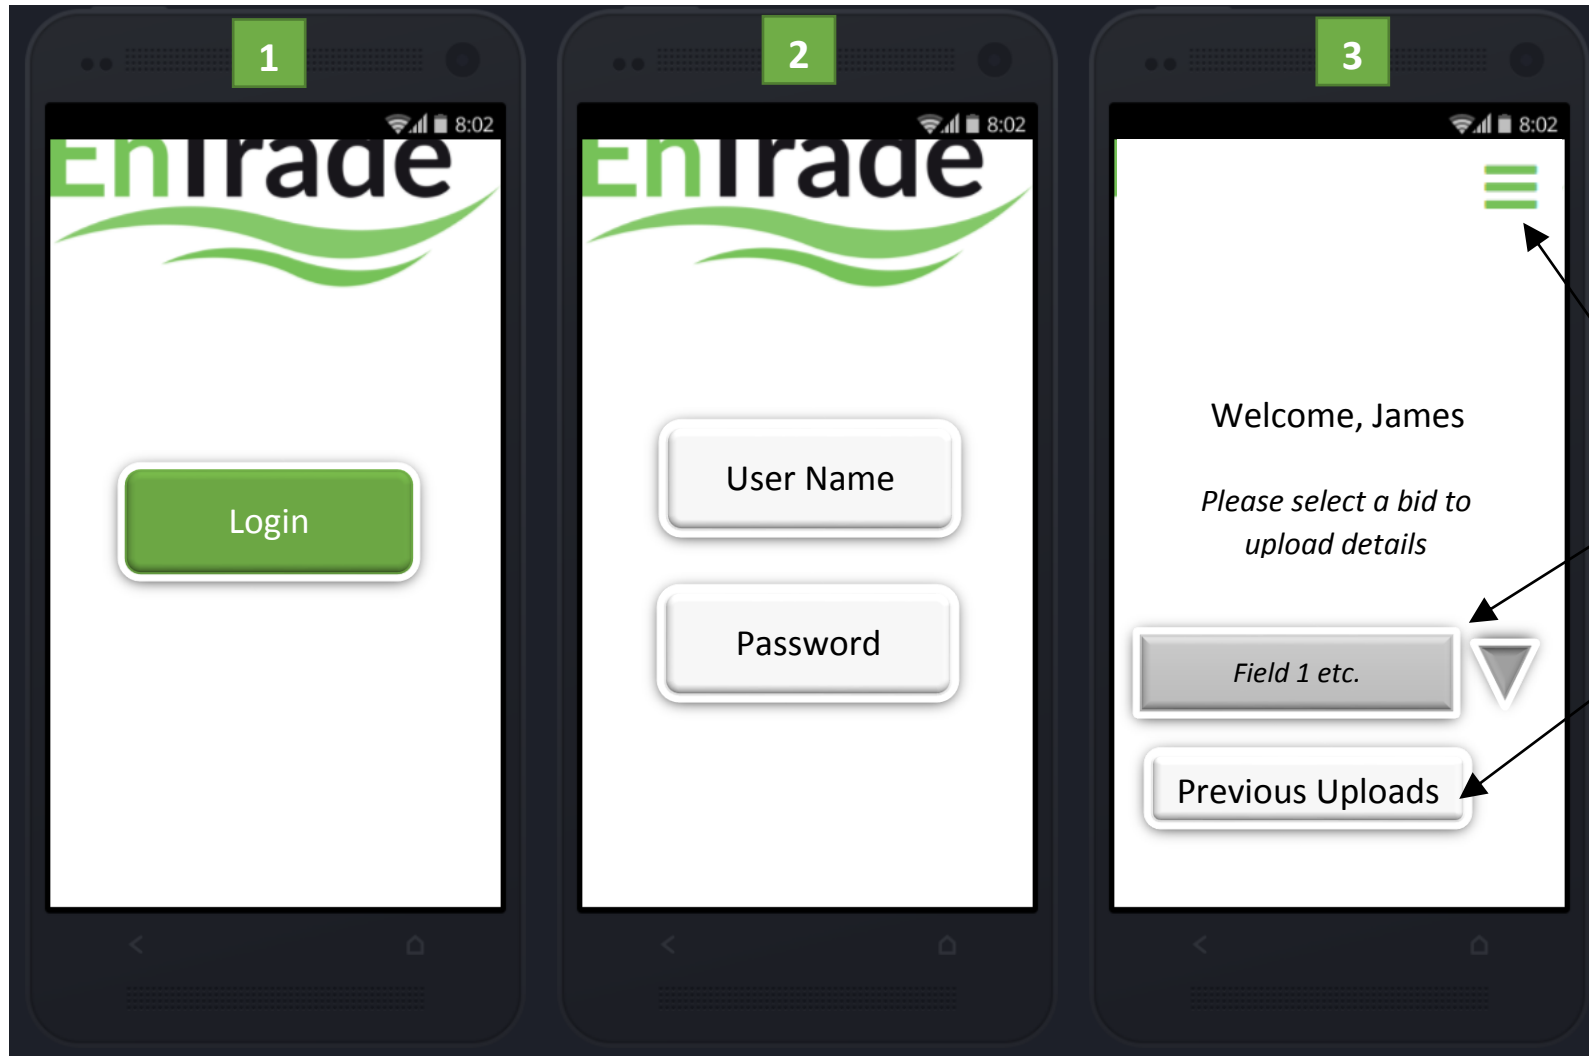 1
8:02
EnTrade
Login
2
8:02
EnTrade
User Name
Password
3
8:02
Welcome, James
Please select a bid to
upload details
Field 1 etc.
Previous Uploads